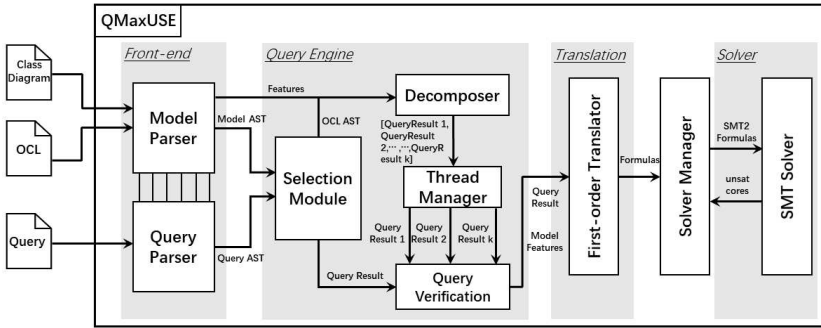 QMaxUSE
Class
Diagram
OCL
Query
Front-end
Model
Parser
Query
Parser
Model AST
Query AST
Query Engine
Features
OCL AST
Selection
Module
Query Result
Decomposer
[QueryResult 1,
QueryResult
2,⋯,⋯,QueryR
esult k]
Thread
Manager
Query
Result 1
Query
Result 2
Query
Result k
Query
Verification
Query
Result
Model
Features
Translation
First-order Translator
Formulas
Solver Manager
SMT2
Formulas
unsat
cores
Solver
SMT Solver